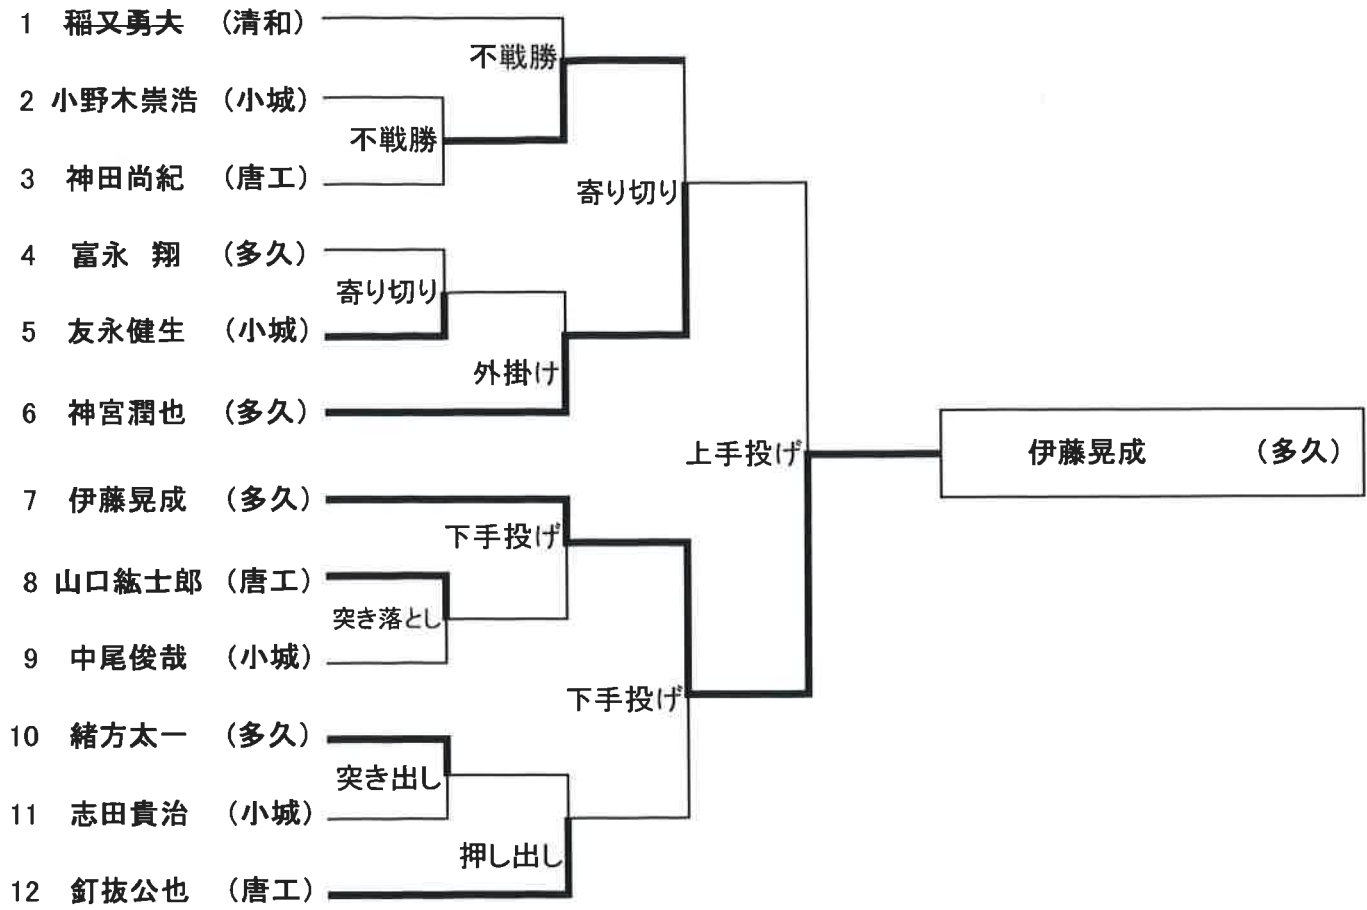 1 稲又勇大 (清和)
不戦勝
2 小野木崇浩 (小城)
不戦勝
3 神田尚紀 (唐工)
寄り切り
4 富永 翔 (多久)
寄り切り
5 友永健生 (小城)
外掛け
6 神宮潤也 (多久)
上手投げ
伊藤晃成 (多久)
7 伊藤晃成 (多久)
下手投げ
8 山口紘士郎 (唐工)
突き落とし
9 中尾俊哉 (小城)
下手投げ
10 緒方太一 (多久)
突き出し
11 志田貴治 (小城)
押し出し
12 釘抜公也 (唐工)